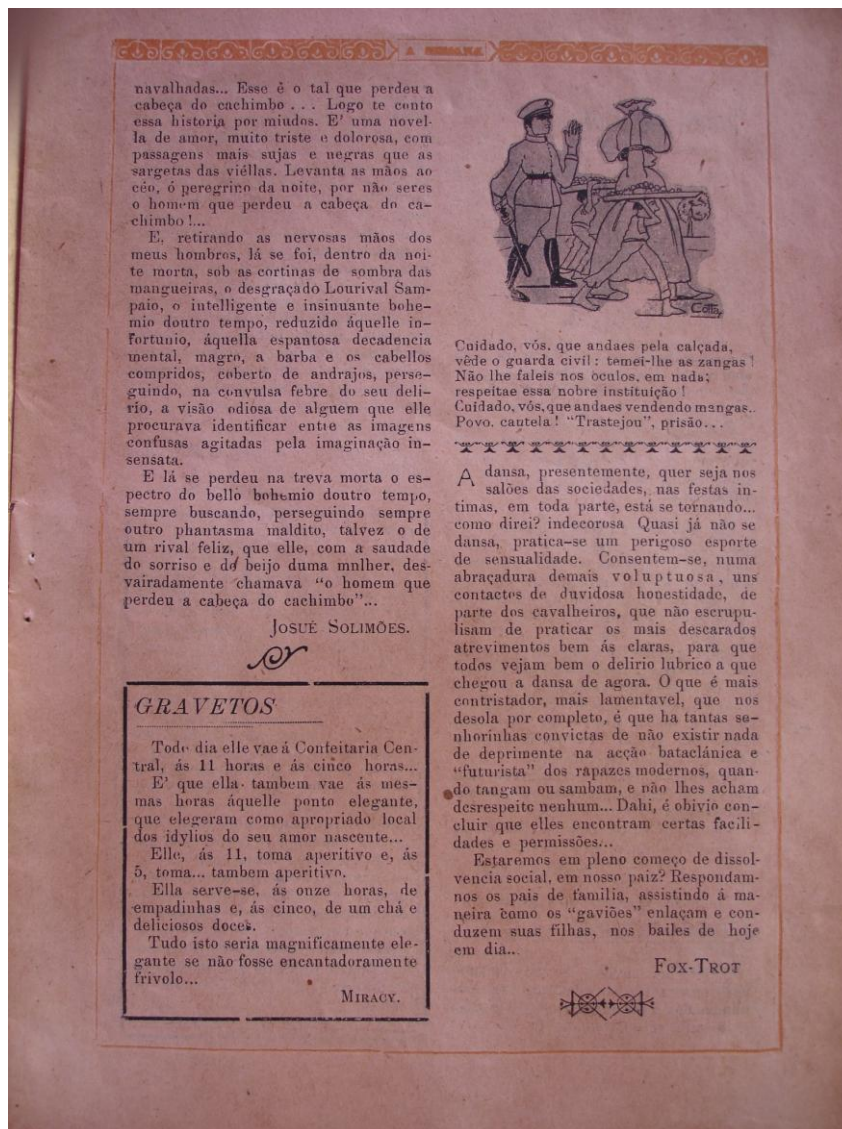 A SEMANA
navalhadas... Esse é o tal que perdeu a
cabeça do cachimbo . . . Logo te conto
essa historia por miudos. E' uma novel-
la de amor, muito triste e dolorosa, com
passagens mais sujas e negras que as
sargetas das viéllas. Levanta as mãos ao
céo, ó peregrino da noite, por não seres
o homem que perdeu a cabeça do ca-
chimbo !...
E, retirando as nervosas mãos dos
meus hombros, lá se foi, dentro da noi-
te morta, sob as cortinas de sombra das
mangueiras, o desgraçado Lourival Sam-
paio, o intelligente e insinuante bohe-
mio doutro tempo, reduzido áquelle in-
fortunio, áquella espantosa decadencia
mental, magro, a barba e os cabellos
compridos, coberto de andrajos, perse-
guindo, na convulsa febre do seu deli-
rio, a visão odiosa de alguem que elle
procurava identificar entre as imagens
confusas agitadas pela imaginação in-
sensata.
E lá se perdeu na treva morta o es-
pectro do bello bohemio doutro tempo,
sempre buscando, perseguindo sempre
outro phantasma maldito, talvez o de
um rival feliz, que elle, com a saudade
do sorriso e do beijo duma mnlher, des-
vairadamente chamava "o homem que
perdeu a cabeça do cachimbo"...
JOSUÉ SOLIMÕES.
GRAVETOS
Todo dia elle vae á Confeitaria Cen-
tral, ás 11 horas e ás cinco horas...
E' que ella tambem vae ás mes-
mas horas áquelle ponto elegante,
que elegeram como apropriado local
dos idylios do seu amor nascente...
Elle, ás 11, toma aperitivo e, ás
5, toma... tambem aperitivo.
Ella serve-se, ás onze horas, de
empadinhas e, ás cinco, de um chá e
deliciosos doces.
Tudo isto seria magnificamente ele-
gante se não fosse encantadoramente
frivolo...
MIRACY.
Cotta
Cuidado, vós, que andaes pela calçada,
vêde o guarda civil : temei-lhe as zangas !
Não lhe faleis nos óculos, em nada;
respeitae essa nobre instituição !
Cuidado, vós, que andaes vendendo mangas..
Povo, cautela ! "Trastejou", prisão...
A dansa, presentemente, quer seja nos
salões das sociedades, nas festas in-
timas, em toda parte, está se tornando...
como direi? indecorosa Quasi já não se
dansa, pratica-se um perigoso esporte
de sensualidade. Consentem-se, numa
abraçadura demais voluptuosa, uns
contactos de duvidosa honestidade, de
parte dos cavalheiros, que não escrupu-
lisam de praticar os mais descarados
atrevimentos bem ás claras, para que
todos vejam bem o delirio lubrico a que
chegou a dansa de agora. O que é mais
contristador, mais lamentavel, que nos
desola por completo, é que ha tantas se-
nhorinhas convictas de não existir nada
de deprimente na acção bataclánica e
"futurista" dos rapazes modernos, quan-
do tangam ou sambam, e não lhes acham
desrespeito nenhum... Dahi, é obivio con-
cluir que elles encontram certas facili-
dades e permissões...
Estaremos em pleno começo de dissol-
vencia social, em nosso paiz? Respondam-
nos os pais de familia, assistindo á ma-
neira como os "gaviões" enlaçam e con-
duzem suas filhas, nos bailes de hoje
em dia..
FOX-TROT